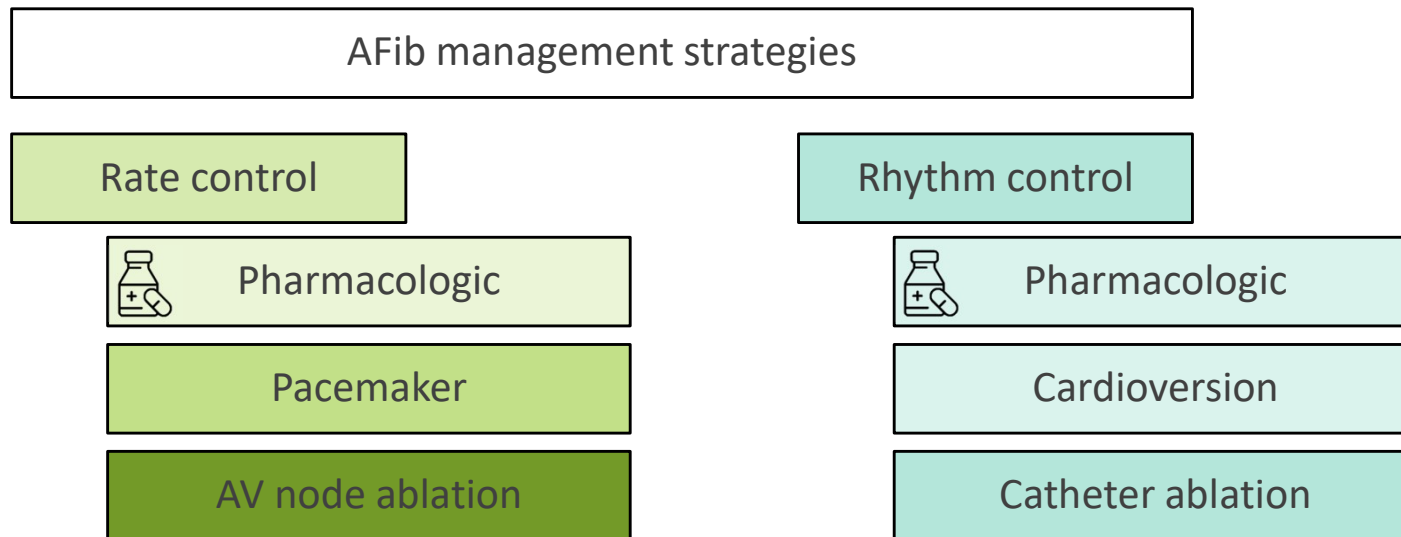 AFib management strategies
Rate control
Pharmacologic
Pacemaker
AV node ablation
Rhythm control
Pharmacologic
Cardioversion
Catheter ablation